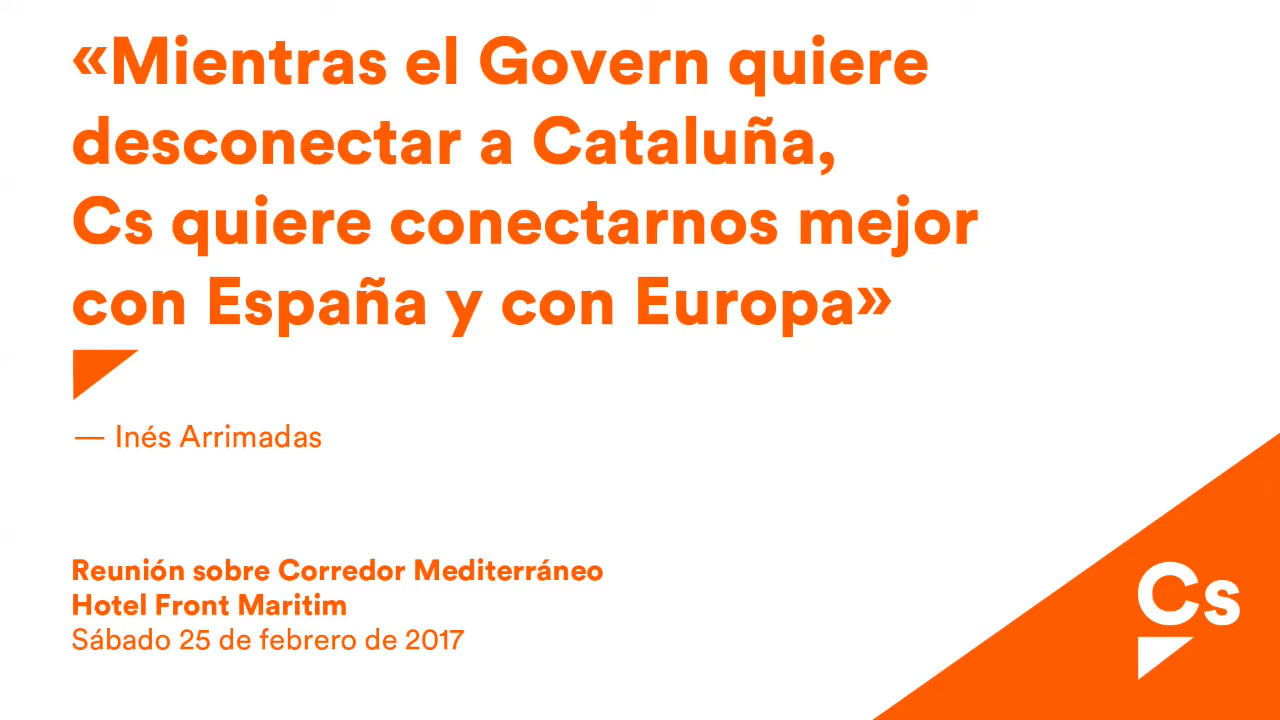 «Mientras el Govern quiere
desconectar a Cataluña,
Cs quiere conectarnos mejor
con España y con Europa»
— Inés Arrimadas
Reunión sobre Corredor Mediterráneo
Hotel Front Maritim
Sábado 25 de febrero de 2017
Cs